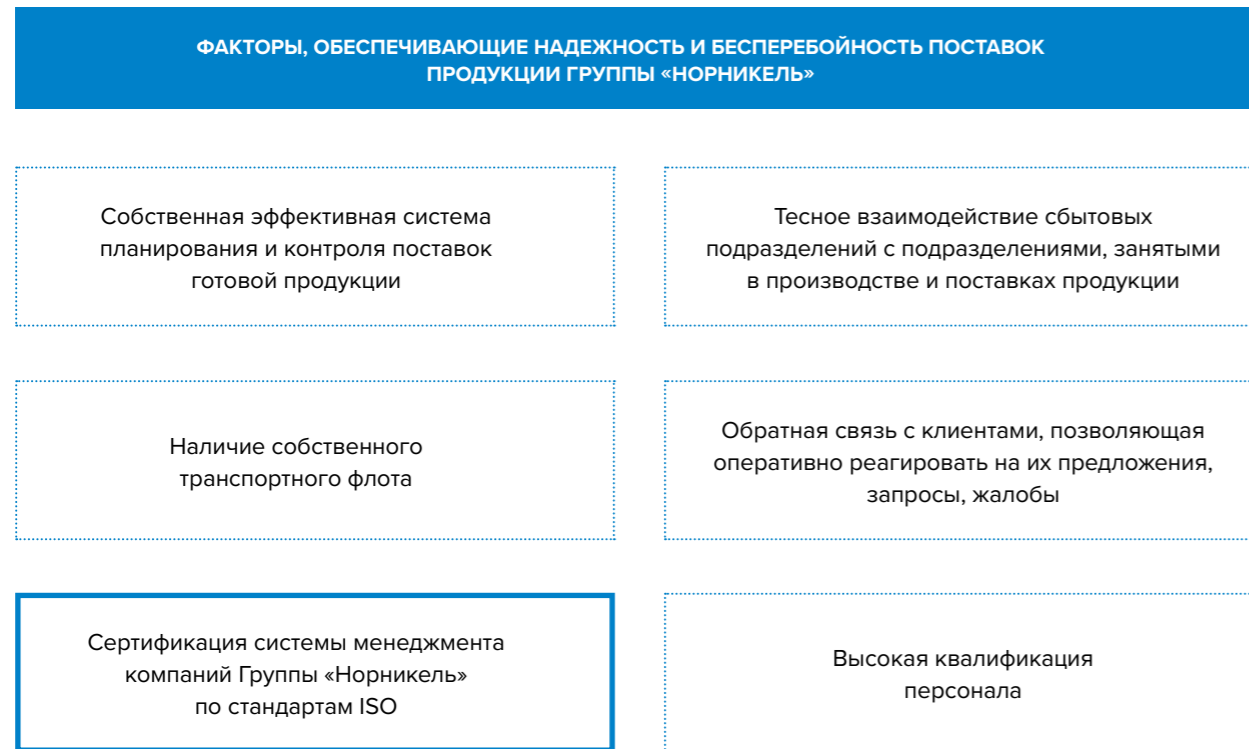 ФАКТОРЫ, ОБЕСПЕЧИВАЮЩИЕ НАДЕЖНОСТЬ И БЕСПЕРЕБОЙНОСТЬ ПОСТАВОК
ПРОДУКЦИИ ГРУППЫ «НОРНИКЕЛЬ»
Собственная эффективная система
планирования и контроля поставок
готовой продукции
Тесное взаимодействие сбытовых
подразделений с подразделениями, занятыми
в производстве и поставках продукции
Наличие собственного
транспортного флота
Обратная связь с клиентами, позволяющая
оперативно реагировать на их предложения,
запросы, жалобы
Сертификация системы менеджмента
компаний Группы «Норникель»
по стандартам ISO
Высокая квалификация
персонала